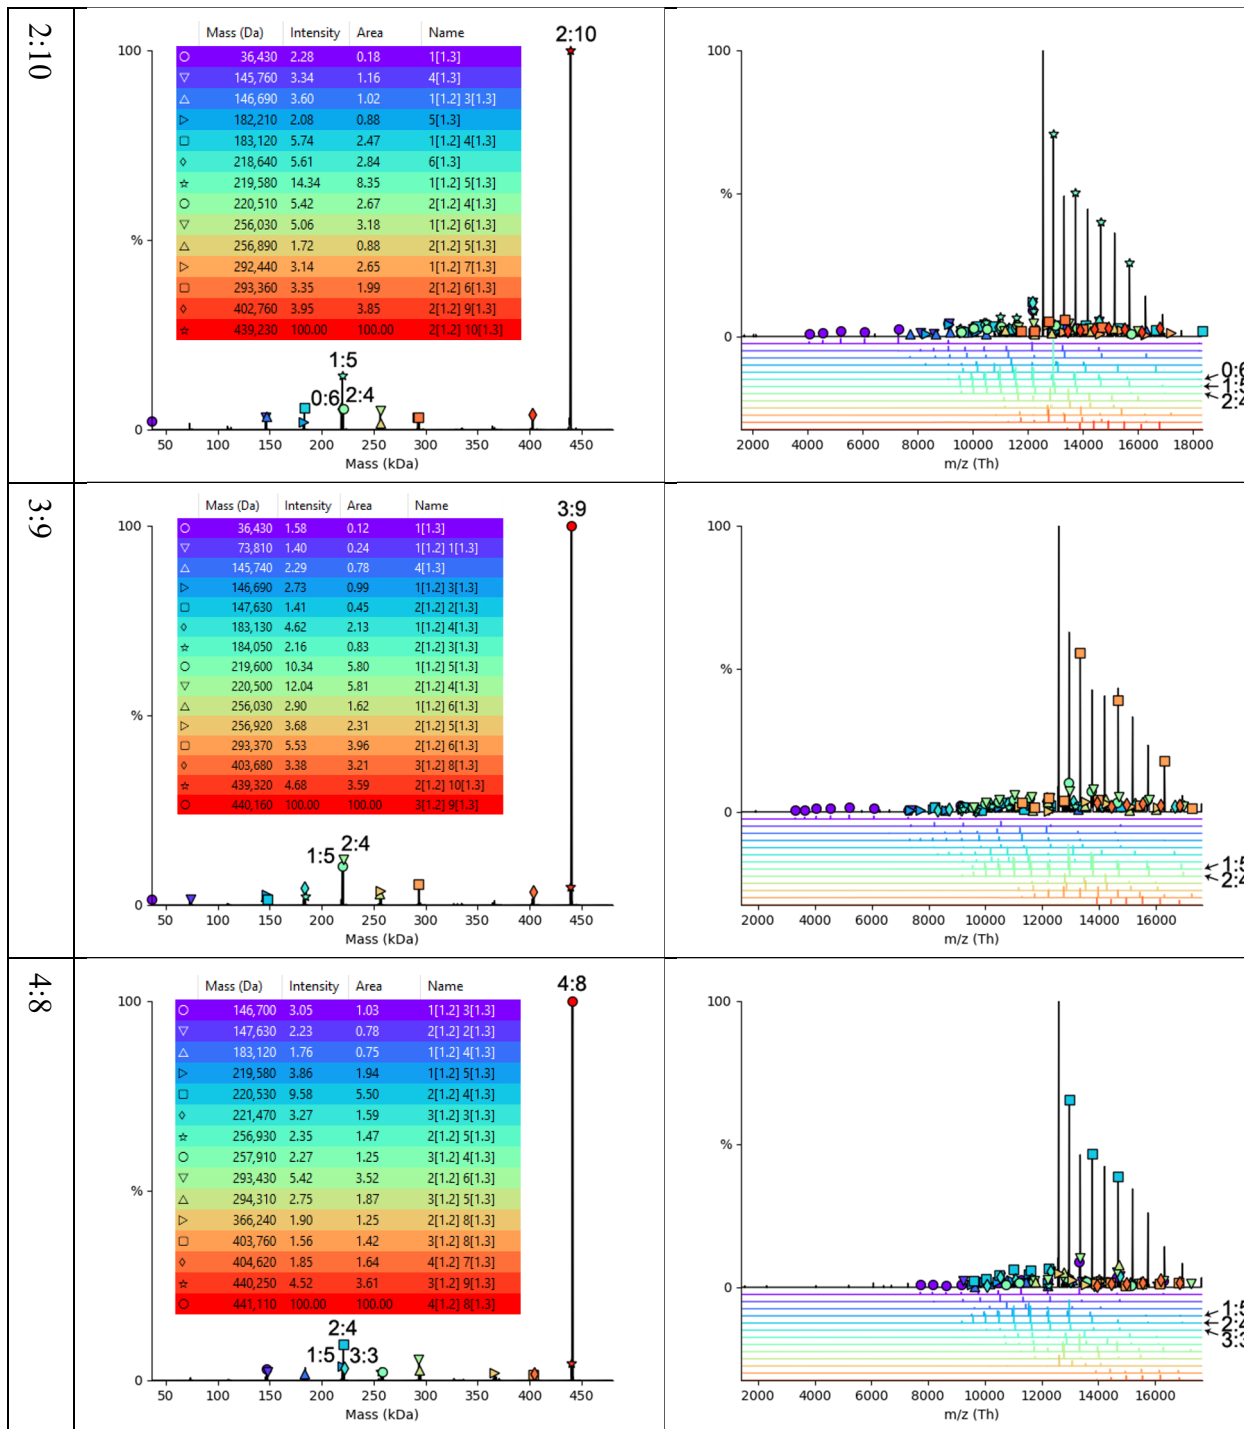 2:10
Mass (Da) Intensity Area Name
36,430 2.28 0.18 1[1.3]
145,760 3.34 1.16 4[1.3]
146,690 3.60 1.02 1[1.2] 3[1.3]
182,210 2.08 0.88 5[1.3]
183,120 5.74 2.47 1[1.2] 4[1.3]
218,640 5.61 2.84 6[1.3]
219,580 14.34 8.35 1[1.2] 5[1.3]
220,510 5.42 2.67 2[1.2] 4[1.3]
256,030 5.06 3.18 1[1.2] 6[1.3]
256,890 1.72 0.88 2[1.2] 5[1.3]
292,440 3.14 2.65 1[1.2] 7[1.3]
293,360 3.35 1.99 2[1.2] 6[1.3]
402,760 3.95 3.85 2[1.2] 9[1.3]
439,230 100.00 100.00 2[1.2] 10[1.3]
2:10
100
%
0
1:5
0:6 2:4
50 100 150 200 250 300 350 400 450
Mass (kDa)
100
%
0
0:6
1:5
2:4
2000 4000 6000 8000 10000 12000 14000 16000 18000
m/z (Th)
3:9
Mass (Da) Intensity Area Name
36,430 1.58 0.12 1[1.3]
73,810 1.40 0.24 1[1.2] 1[1.3]
145,740 2.29 0.78 4[1.3]
146,690 2.73 0.99 1[1.2] 3[1.3]
147,630 1.41 0.45 2[1.2] 2[1.3]
183,130 4.62 2.13 1[1.2] 4[1.3]
184,050 2.16 0.83 2[1.2] 3[1.3]
219,600 10.34 5.80 1[1.2] 5[1.3]
220,500 12.04 5.81 2[1.2] 4[1.3]
256,030 2.90 1.62 1[1.2] 6[1.3]
256,920 3.68 2.31 2[1.2] 5[1.3]
293,370 5.53 3.96 2[1.2] 6[1.3]
403,680 3.38 3.21 3[1.2] 8[1.3]
439,320 4.68 3.59 2[1.2] 10[1.3]
440,160 100.00 100.00 3[1.2] 9[1.3]
3:9
100
%
0
1:5 2:4
50 100 150 200 250 300 350 400 450
Mass (kDa)
100
%
0
1:5
2:4
2000 4000 6000 8000 10000 12000 14000 16000
m/z (Th)
4:8
Mass (Da) Intensity Area Name
146,700 3.05 1.03 1[1.2] 3[1.3]
147,630 2.23 0.78 2[1.2] 2[1.3]
183,120 1.76 0.75 1[1.2] 4[1.3]
219,580 3.86 1.94 1[1.2] 5[1.3]
220,530 9.58 5.50 2[1.2] 4[1.3]
221,470 3.27 1.59 3[1.2] 3[1.3]
256,930 2.35 1.47 2[1.2] 5[1.3]
257,910 2.27 1.25 3[1.2] 4[1.3]
293,430 5.42 3.52 2[1.2] 6[1.3]
294,310 2.75 1.87 3[1.2] 5[1.3]
366,240 1.90 1.25 2[1.2] 8[1.3]
403,760 1.56 1.42 3[1.2] 8[1.3]
404,620 1.85 1.64 4[1.2] 7[1.3]
440,250 4.52 3.61 3[1.2] 9[1.3]
441,110 100.00 100.00 4[1.2] 8[1.3]
4:8
100
%
0
2:4
1:5 3:3
50 100 150 200 250 300 350 400 450
Mass (kDa)
100
%
0
1:5
2:4
3:3
2000 4000 6000 8000 10000 12000 14000 16000
m/z (Th)